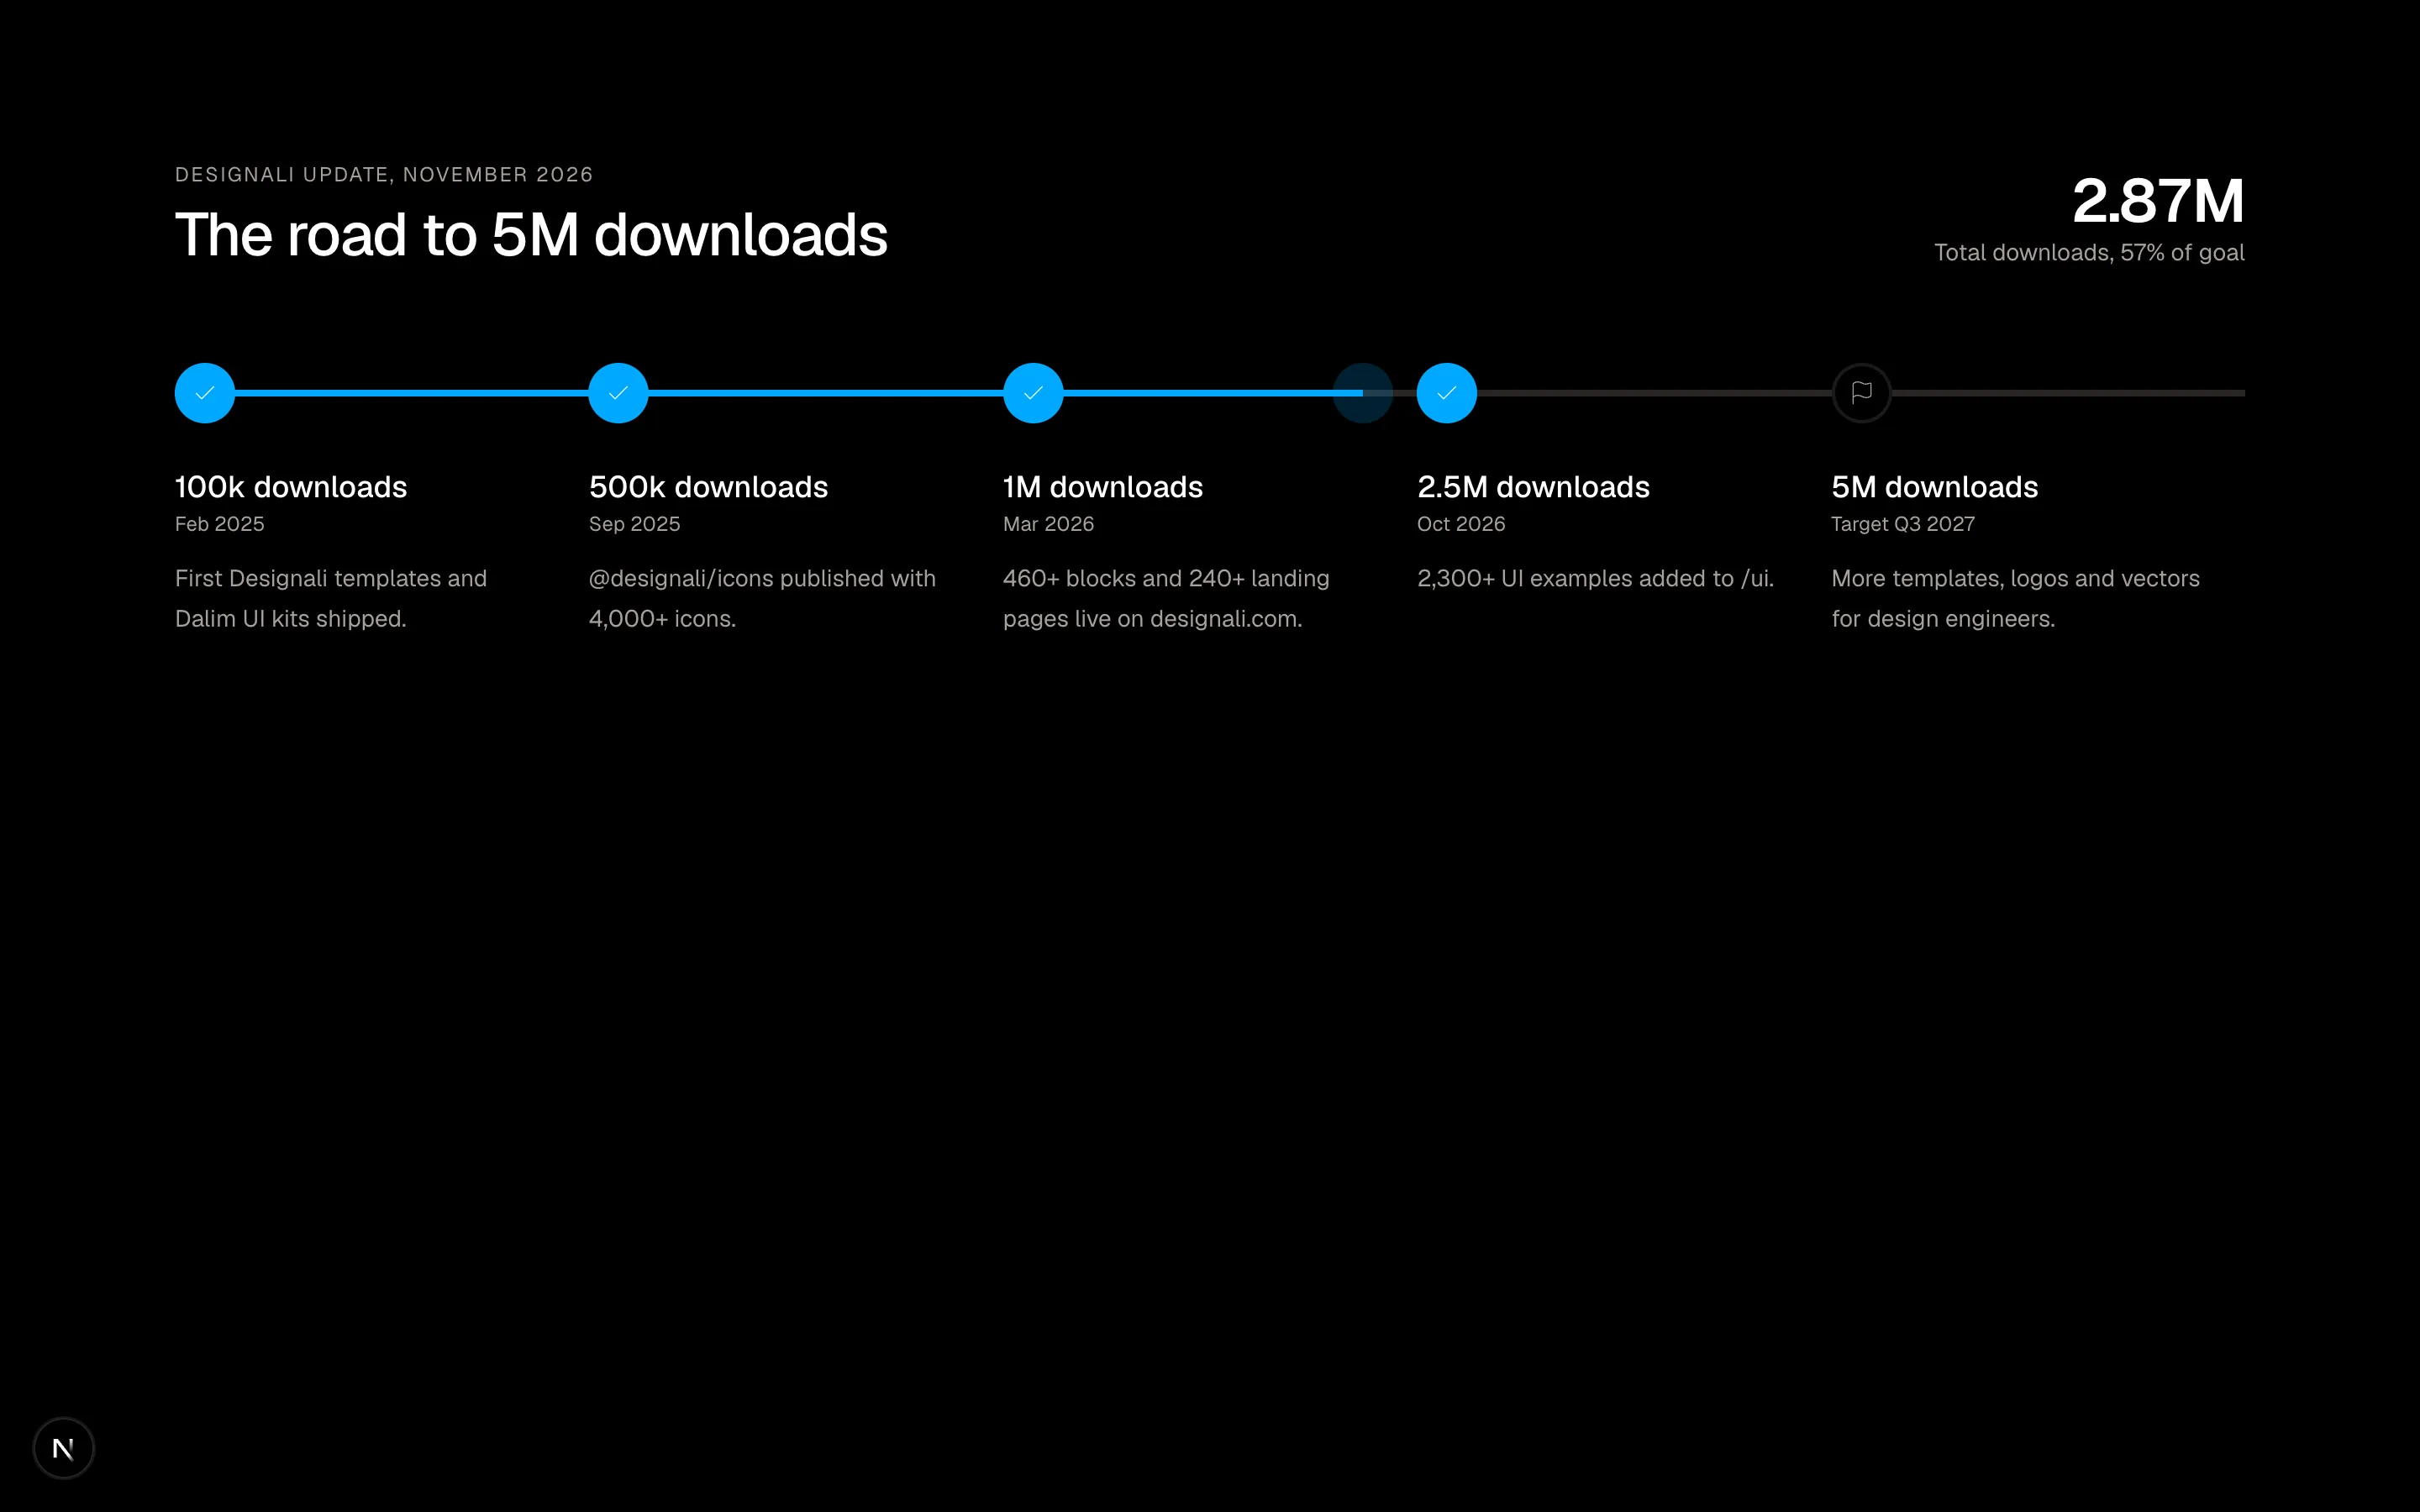 DESIGNALI UPDATE, NOVEMBER 2026
The road to 5M downloads
2.87M
Total downloads, 57% of goal
100k downloads
Feb 2025
First Designali templates and
Dalim UI kits shipped.
500k downloads
Sep 2025
@designali/icons published with
4,000+ icons.
1M downloads
Mar 2026
460+ blocks and 240+ landing
pages live on designali.com.
2.5M downloads
Oct 2026
2,300+ UI examples added to /ui.
5M downloads
Target Q3 2027
More templates, logos and vectors
for design engineers.
N